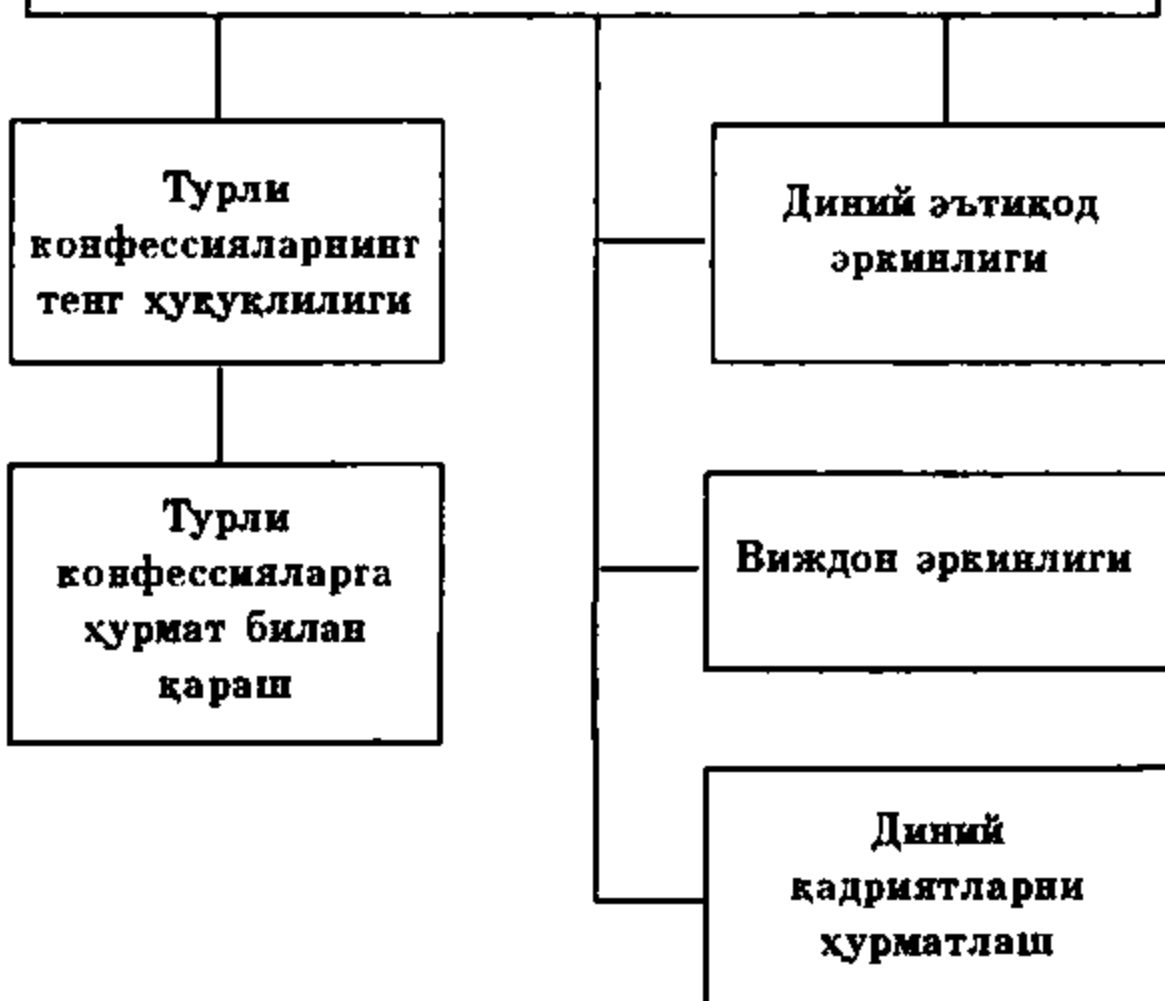 Турли
конфессияларнинг
тенг ҳуқуқлилиги
Диний эътиқод
эркинлиги
Турли
конфессияларга
ҳурмат билан
қараш
Виждон эркинлиги
Диний
қадриятларни
ҳурматлаш